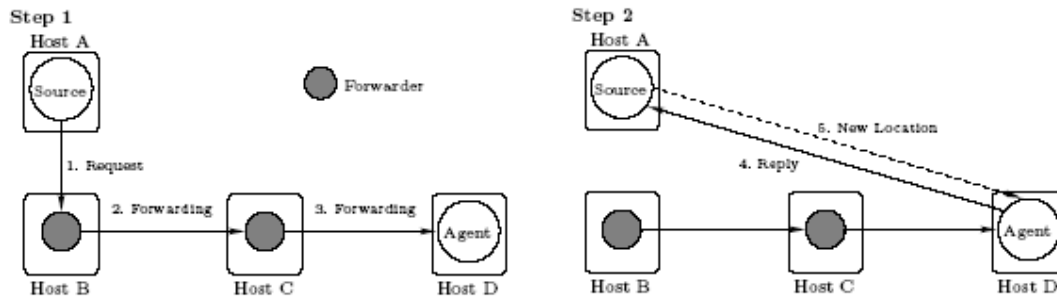 Step 1
Host A
Source
Forwarder
1. Request
2. Forwarding
3. Forwarding
Agent
Host B
Host C
Host D
Step 2
Host A
Source
5. New Location
4. Reply
Agent
Host B
Host C
Host D